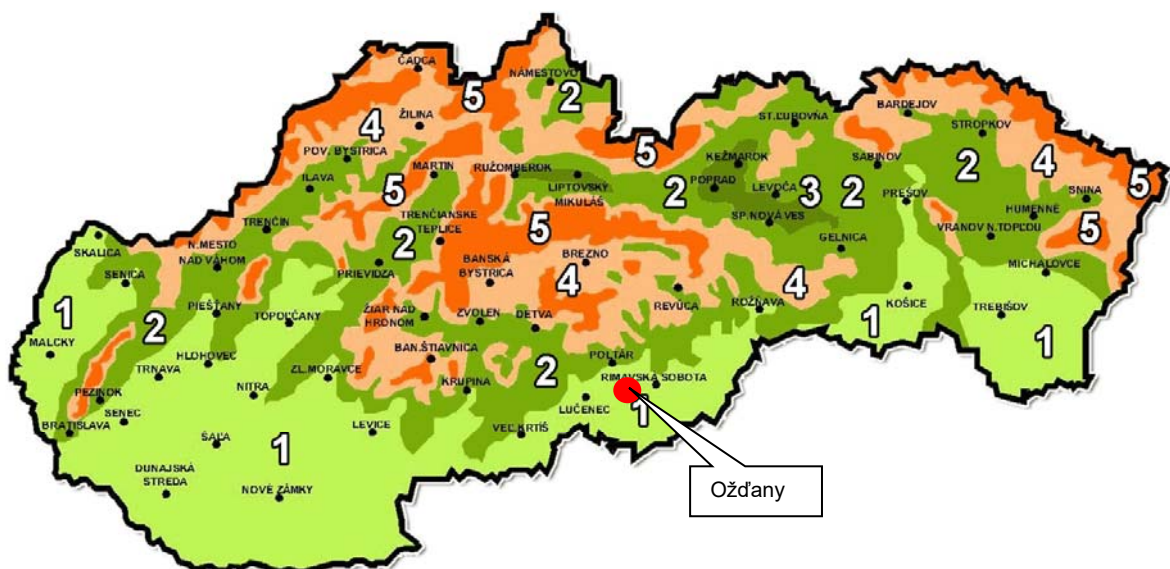 ČADCA
NÁMESTOVO
5
2
ŽILINA
4
BARDEJOV
ST.ĽUBOVŇA
STROPKOV
POV. BYSTRICA
5
KEŽMAROK
SABINOV
2
4
MARTIN
RUŽOMBEROK
ILAVA
5
LIPTOVSKÝ
MIKULÁŠ
2
POPRAD
LEVOČA
3
2
PREŠOV
SNINA
5
TRENČÍN
TRENČIANSKE
TEPLICE
SP.NOVÁ VES
HUMENNÉ
SKALICA
N.MESTO
NAD VÁHOM
2
5
GELNICA
VRANOV N.TOPĽOU
5
SENICA
PRIEVIDZA
BANSKÁ
BYSTRICA
BREZNO
4
4
MICHALOVCE
1
PIEŠŤANY
TOPOĽČANY
ŽIAR NAD
HRONOM
ZVOLEN
DETVA
REVÚCA
ROŽŇAVA
KOŠICE
TREBIŠOV
2
1
MALCKY
HLOHOVEC
BAN.ŠTIAVNICA
2
POLTÁR
1
TRNAVA
NITRA
ZL.MORAVCE
KRUPINA
RIMAVSKÁ SOBOTA
PEZINOK
LUČENEC
1
SENEC
BRATISLAVA
ŠAĽA
1
LEVICE
VEĽ.KRTÍŠ
DUNAJSKÁ
STREDA
NOVÉ ZÁMKY
Ožďany